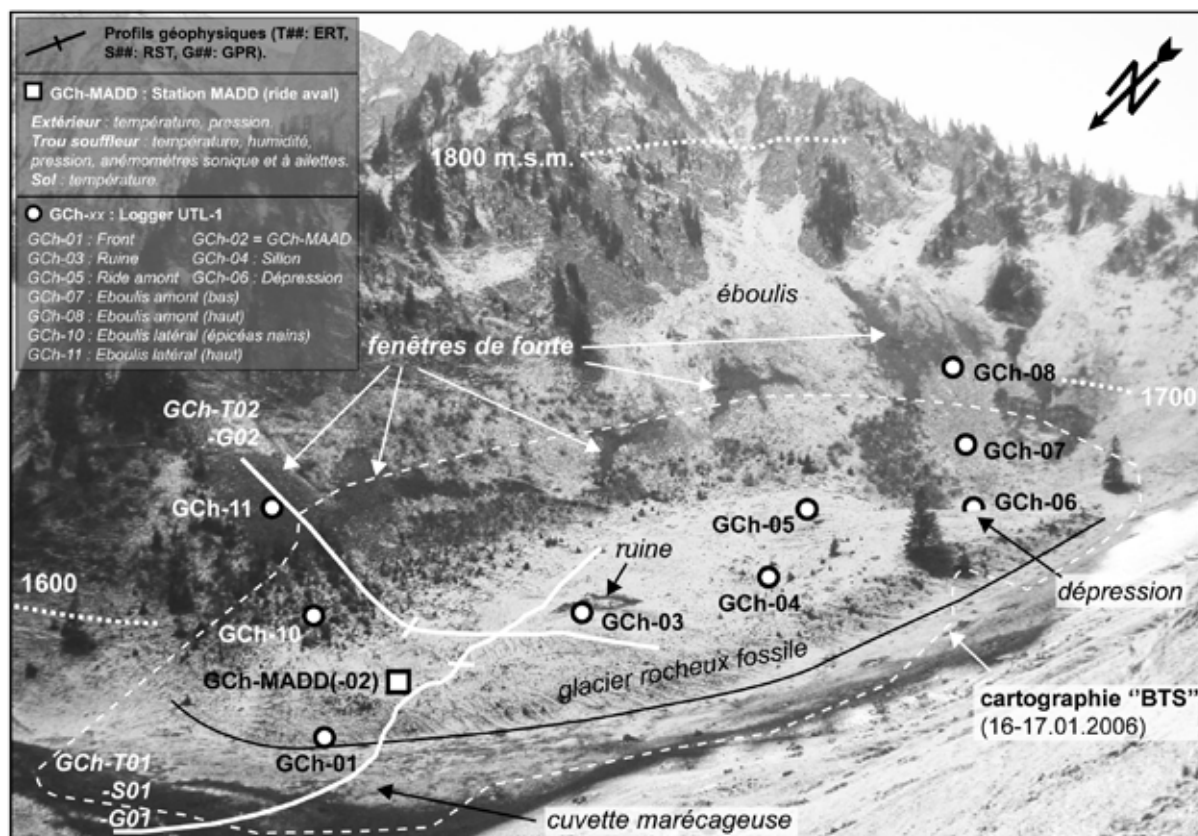 Profils géophysiques (T##: ERT,
S##: RST, G##: GPR).
GCh-MADD : Station MADD (ride aval)
Extérieur : température, pression.
Trou souffleur : température, humidité,
pression, anémomètres sonique et à ailettes.
Sol : température.
GCh-xx : Logger UTL-1
GCh-01 : Front GCh-02 = GCh-MAAD
GCh-03 : Ruine GCh-04 : Sillon
GCh-05 : Ride amont GCh-06 : Dépression
GCh-07 : Eboulis amont (bas)
GCh-08 : Eboulis amont (haut)
GCh-10 : Eboulis latéral (épicéas nains)
GCh-11 : Eboulis latéral (haut)
N
1800 m.s.m.
éboulis
fenêtres de fonte
GCh-08
1700
GCh-T02
-G02
GCh-07
GCh-11
GCh-05
GCh-06
ruine
dépression
1600
GCh-04
GCh-10
GCh-03
GCh-MADD(-02)
glacier rocheux fossile
cartographie ‘’BTS’’
(16-17.01.2006)
GCh-01
GCh-T01
-S01
-G01
cuvette marécageuse